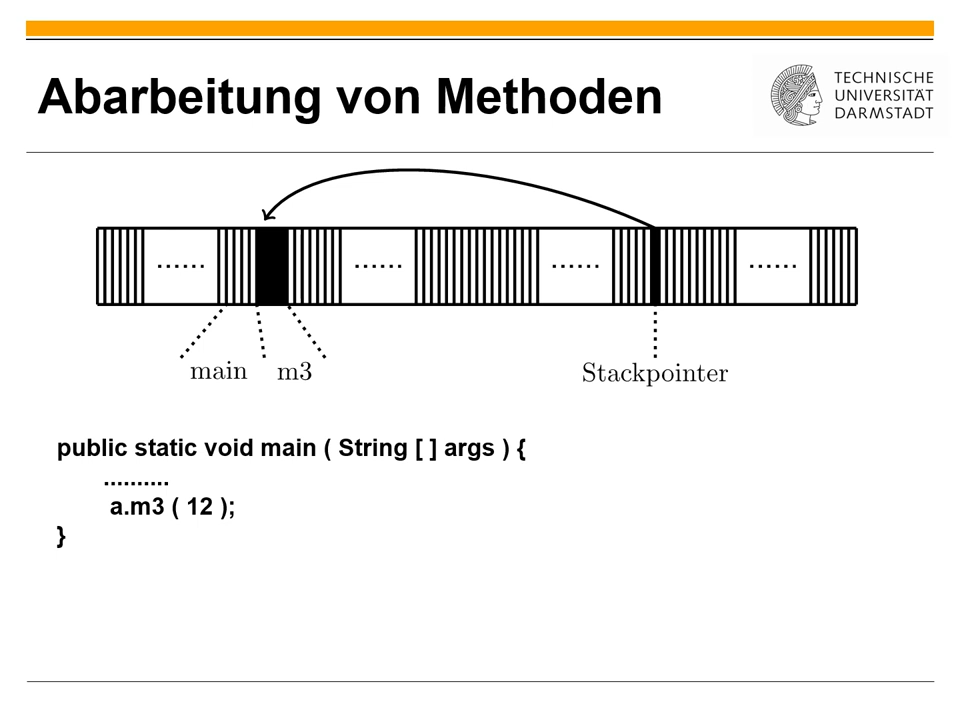 Abarbeitung von Methoden
TECHNISCHE
UNIVERSITÄT
DARMSTADT
...... ...... ...... ......
main m3 Stackpointer
public static void main ( String [ ] args ) {
..........
a.m3 ( 12 );
}